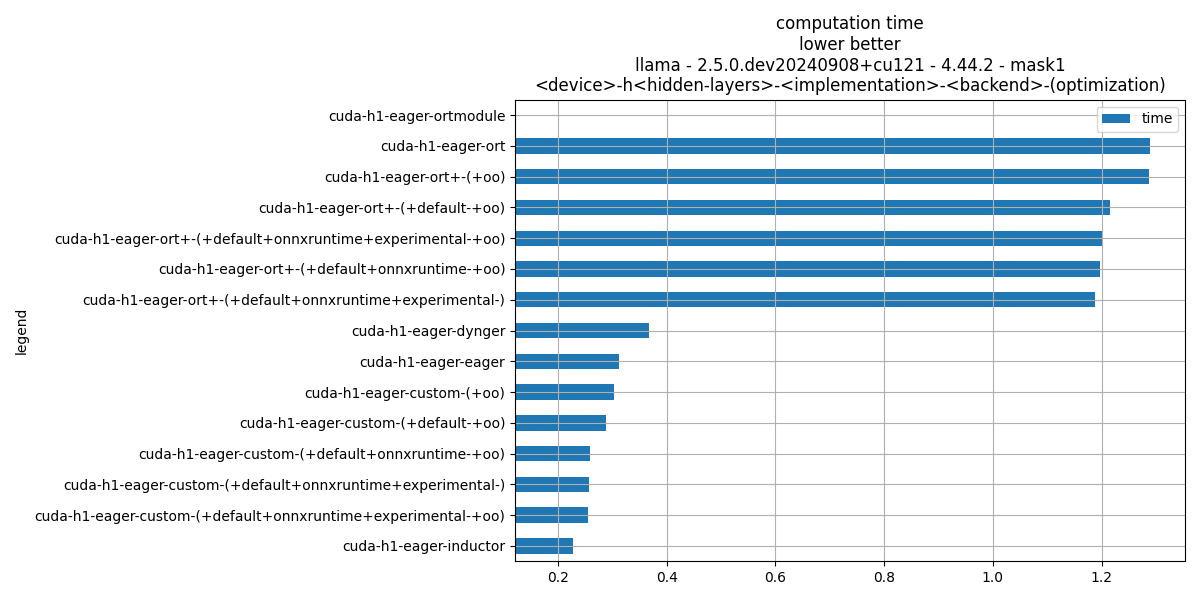 computation time
lower better
llama - 2.5.0.dev20240908+cu121 - 4.44.2 - mask1
<device>-h<hidden-layers>-<implementation>-<backend>-(optimization)
time
legend
cuda-h1-eager-ortmodule
cuda-h1-eager-ort
cuda-h1-eager-ort+-(+oo)
cuda-h1-eager-ort+-(+default-+oo)
cuda-h1-eager-ort+-(+default+onnxruntime+experimental-+oo)
cuda-h1-eager-ort+-(+default+onnxruntime-+oo)
cuda-h1-eager-ort+-(+default+onnxruntime+experimental-)
cuda-h1-eager-dynger
cuda-h1-eager-eager
cuda-h1-eager-custom-(+oo)
cuda-h1-eager-custom-(+default-+oo)
cuda-h1-eager-custom-(+default+onnxruntime-+oo)
cuda-h1-eager-custom-(+default+onnxruntime+experimental-)
cuda-h1-eager-custom-(+default+onnxruntime+experimental-+oo)
cuda-h1-eager-inductor
0.2 0.4 0.6 0.8 1.0 1.2